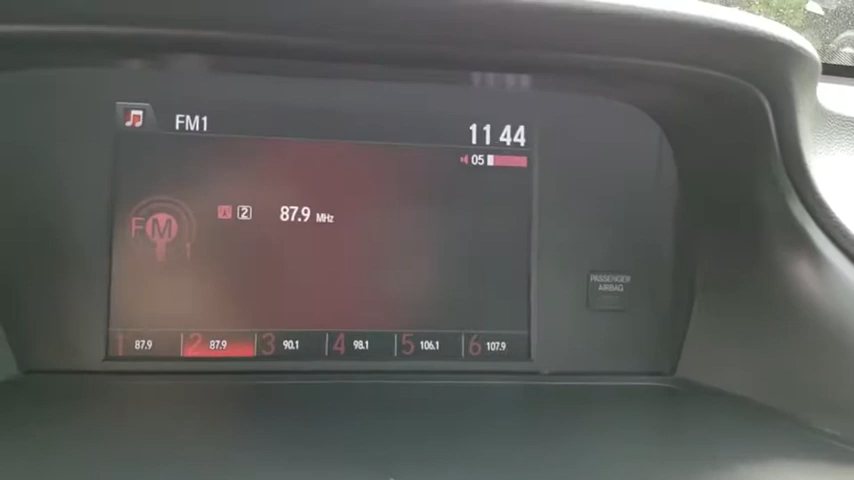 FM1
11 44
05
FM 1
2 87.9 MHz
PASSENGER
AIRBAG
1 87.9 2 87.9 3 90.1 4 98.1 5 106.1 6 107.9